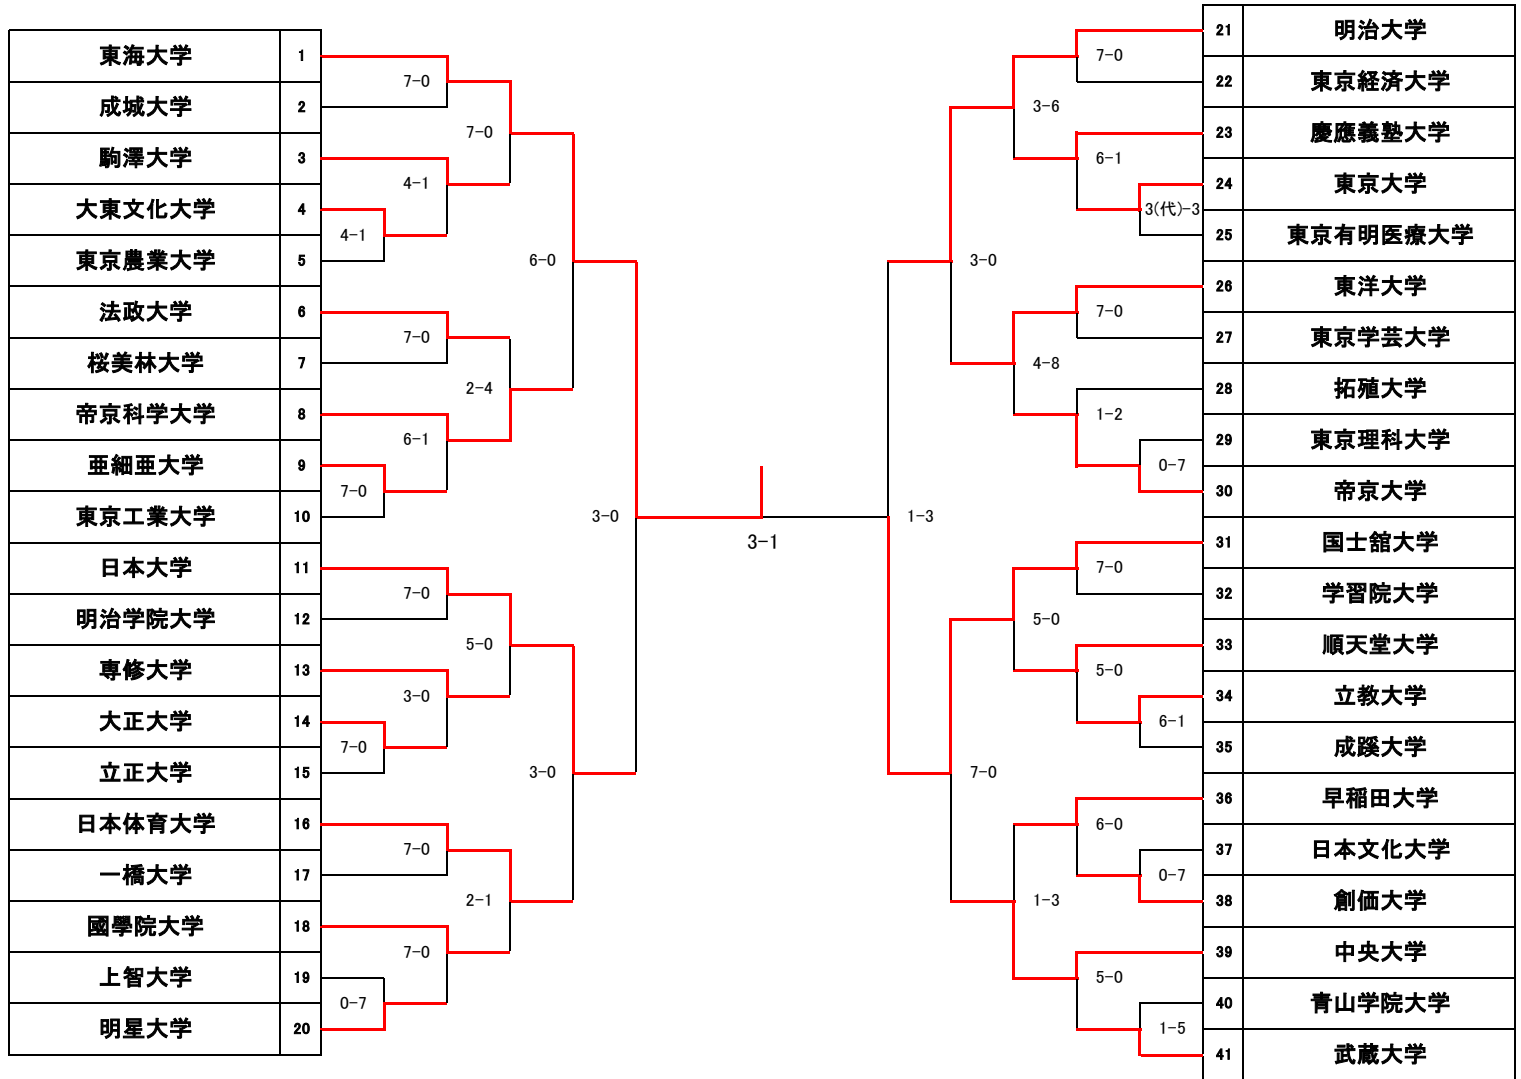 東海大学 1
成城大学 2
駒澤大学 3
大東文化大学 4
東京農業大学 5
法政大学 6
桜美林大学 7
帝京科学大学 8
亜細亜大学 9
東京工業大学 10
日本大学 11
明治学院大学 12
専修大学 13
大正大学 14
立正大学 15
日本体育大学 16
一橋大学 17
國學院大学 18
上智大学 19
明星大学 20
7-0
4-1
4-1
7-0
6-1
7-0
7-0
3-0
7-0
7-0
7-0
0-7
7-0
2-4
5-0
2-1
6-0
3-0
3-0
3-1
1-3
3-0
7-0
3-6
4-8
5-0
1-3
7-0
6-1
3(代)-3
7-0
1-2
0-7
7-0
5-0
6-1
6-0
0-7
5-0
1-5
21 明治大学
22 東京経済大学
23 慶應義塾大学
24 東京大学
25 東京有明医療大学
26 東洋大学
27 東京学芸大学
28 拓殖大学
29 東京理科大学
30 帝京大学
31 国士舘大学
32 学習院大学
33 順天堂大学
34 立教大学
35 成蹊大学
36 早稲田大学
37 日本文化大学
38 創価大学
39 中央大学
40 青山学院大学
41 武蔵大学